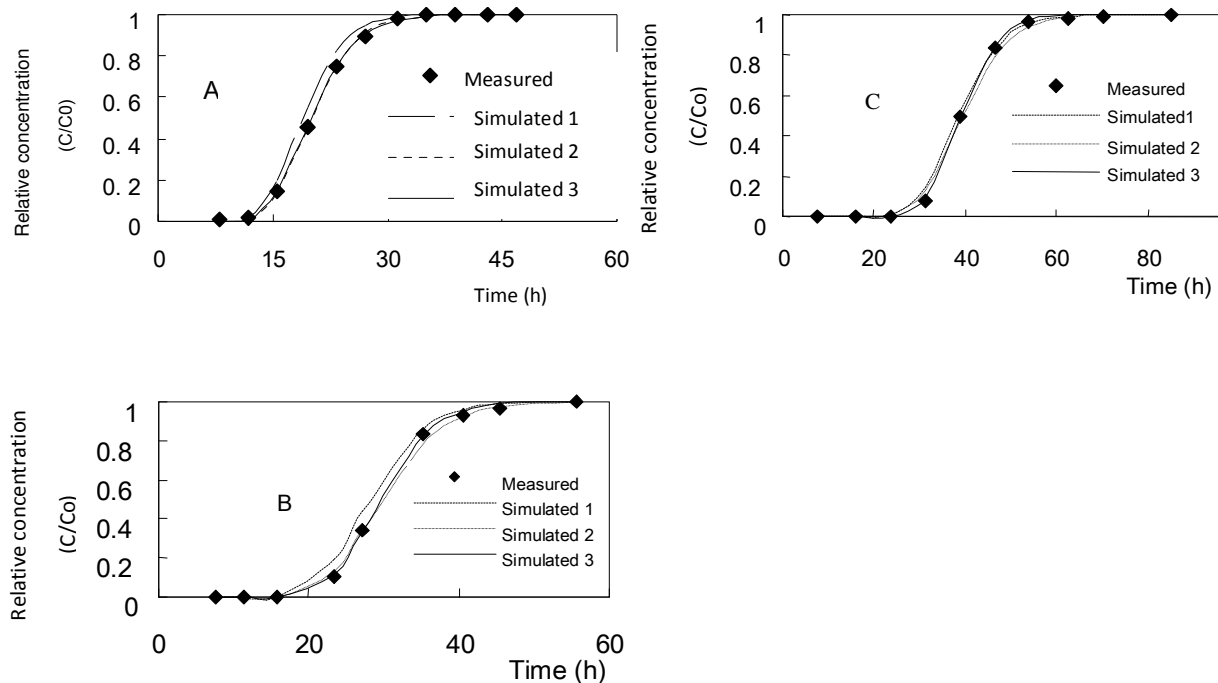 Relative concentration
(C/C0)
1
0. 8
0. 6
0. 4
0. 2
0
0
15
30
45
60
Time (h)
A
Measured
Simulated 1
Simulated 2
Simulated 3
Relative concentration
(C/Co)
1
0.8
0.6
0.4
0.2
0
0
20
40
60
80
Time (h)
C
Measured
Simulated1
Simulated 2
Simulated 3
Relative concentration
(C/Co)
1
0.8
0.6
0.4
0.2
0
0
20
40
60
Time (h)
B
Measured
Simulated 1
Simulated 2
Simulated 3